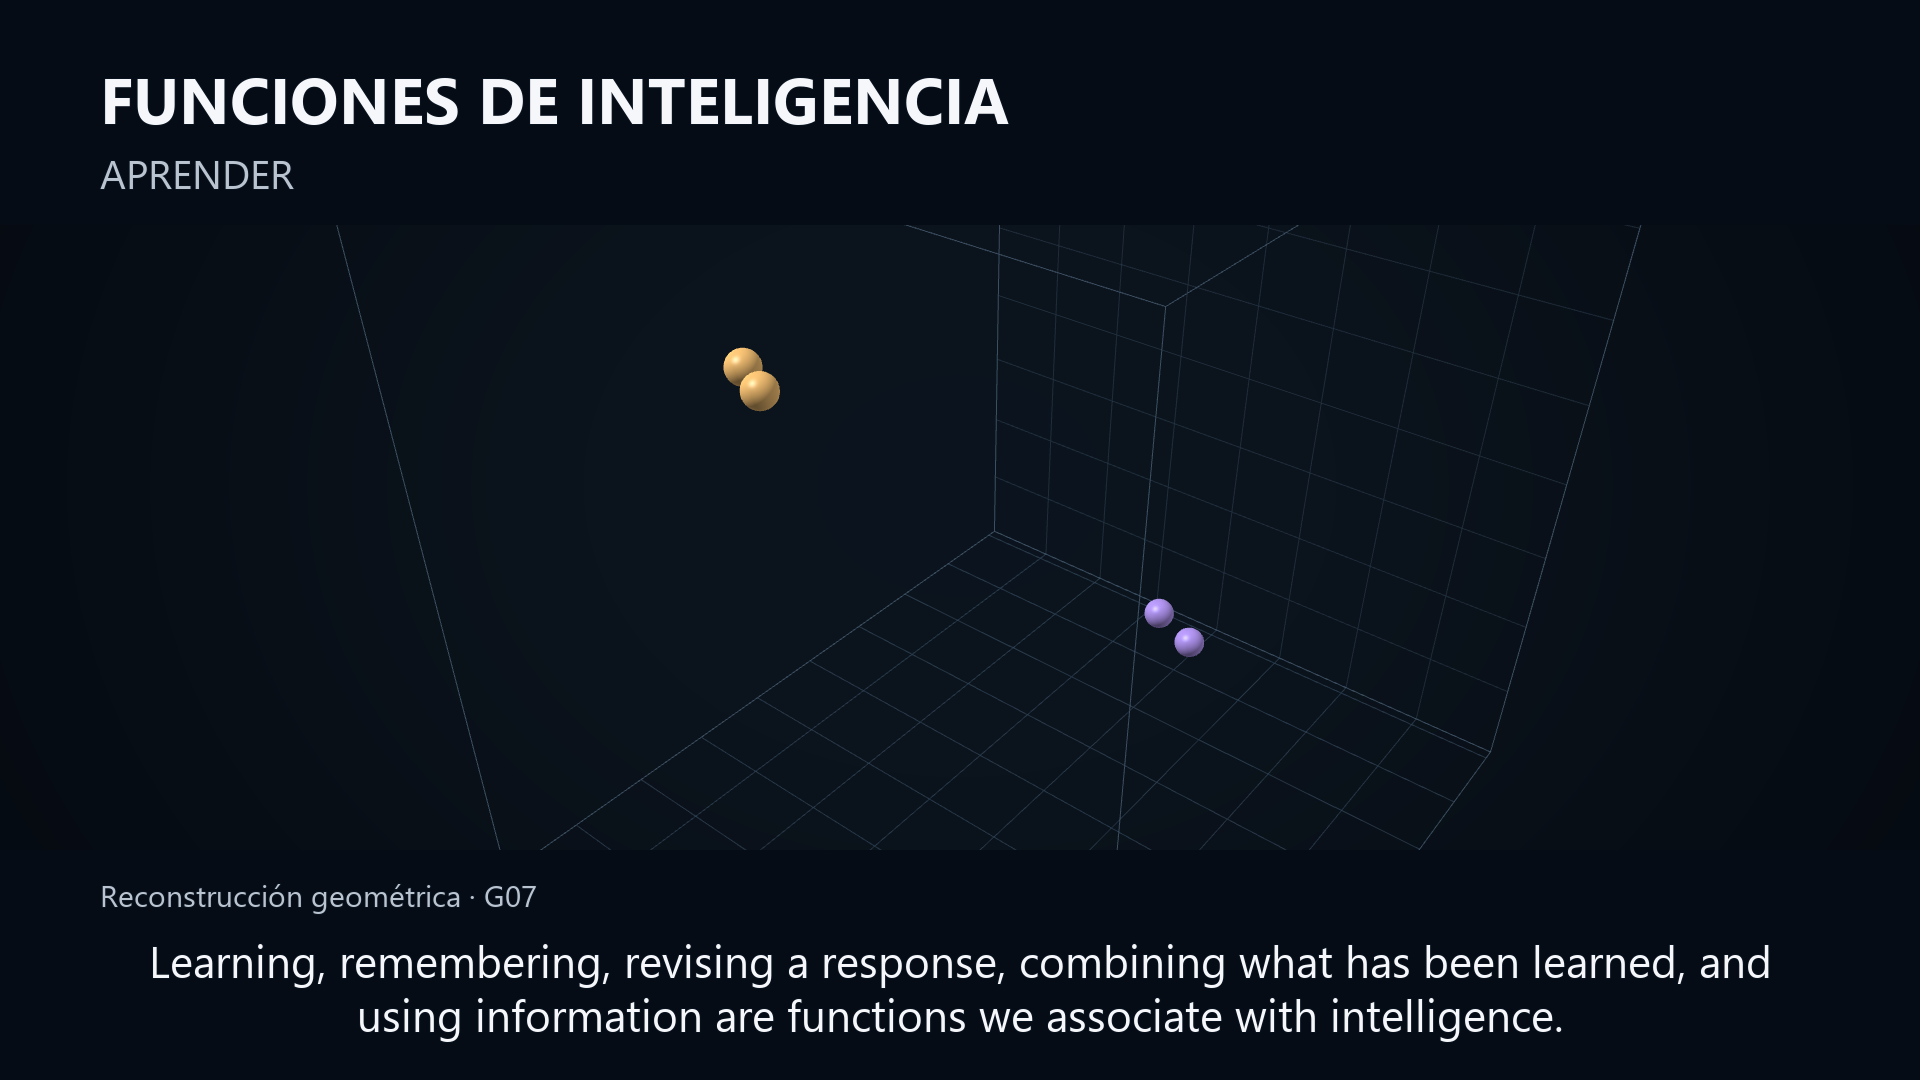 FUNCIONES DE INTELIGENCIA
APRENDER
Reconstrucción geométrica · G07
Learning, remembering, revising a response, combining what has been learned, and
using information are functions we associate with intelligence.